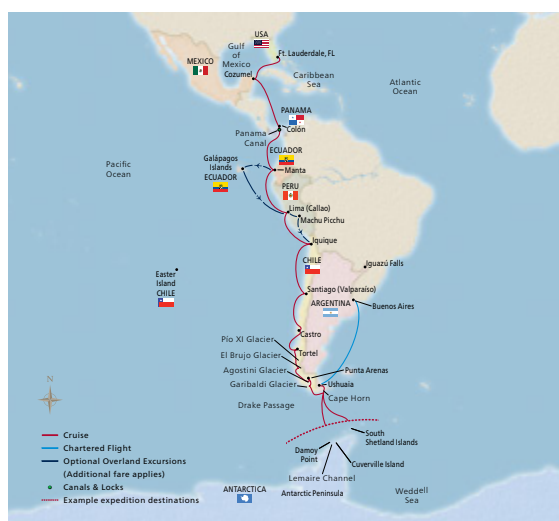 USA
Ft. Lauderdale, FL
Gulf
of
Mexico
MEXICO
Cozumel
Caribbean
Sea
Atlantic
Ocean
PANAMA
Colón
Panama
Canal
ECUADOR
Manta
Galápagos
Islands
ECUADOR
Pacific
Ocean
PERU
Lima (Callao)
Machu Picchu
Iquique
CHILE
Iguazú Falls
Easter
Island
CHILE
Santiago (Valparaíso)
ARGENTINA
Buenos Aires
Castro
Pío XI Glacier
Tortel
El Brujo Glacier
Agostini Glacier
Punta Arenas
Garibaldi Glacier
Ushuaia
Cape Horn
Drake Passage
N
South
Shetland Islands
Damoy
Point
Cuverville Island
Lemaire Channel
Antarctic Peninsula
ANTARCTICA
Weddell
Sea
Cruise
Chartered Flight
Optional Overland Excursions
(Additional fare applies)
Canals & Locks
Example expedition destinations